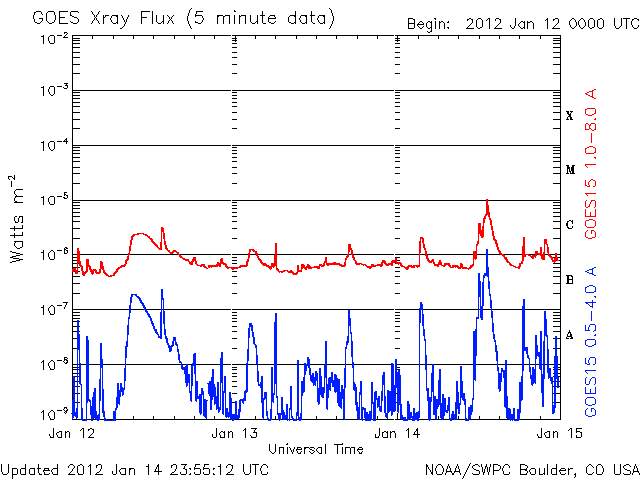 GOES Xray Flux (5 minute data)
Begin: 2012 Jan 12 0000 UTC
10^-2
10^-3
10^-4
10^-5
10^-6
10^-7
10^-8
10^-9
Watts m^-2
X
M
C
B
A
GOES15 1.0-8.0 A
GOES15 0.5-4.0 A
Jan 12
Jan 13
Jan 14
Jan 15
Universal Time
Updated 2012 Jan 14 23:55:12 UTC
NOAA/SWPC Boulder, CO USA